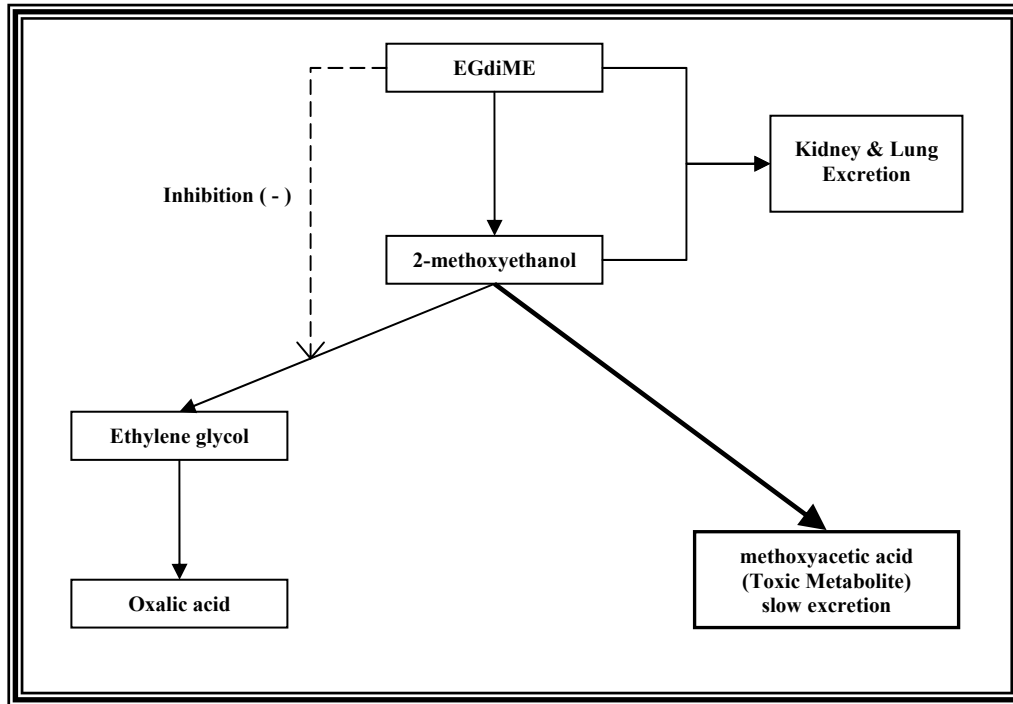 EGdiME
Kidney & Lung
Excretion
Inhibition ( - )
2-methoxyethanol
Ethylene glycol
methoxyacetic acid
(Toxic Metabolite)
slow excretion
Oxalic acid